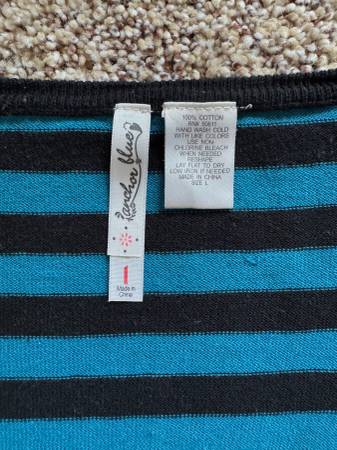 anchor blue
L
Made in
China
100% COTTON
RN# 50811
HAND WASH COLD
WITH LIKE COLORS
USE NON
CHLORINE BLEACH
WHEN NEEDED
RESHAPE
LAY FLAT TO DRY
LOW IRON IF NEEDED
MADE IN CHINA
SIZE L